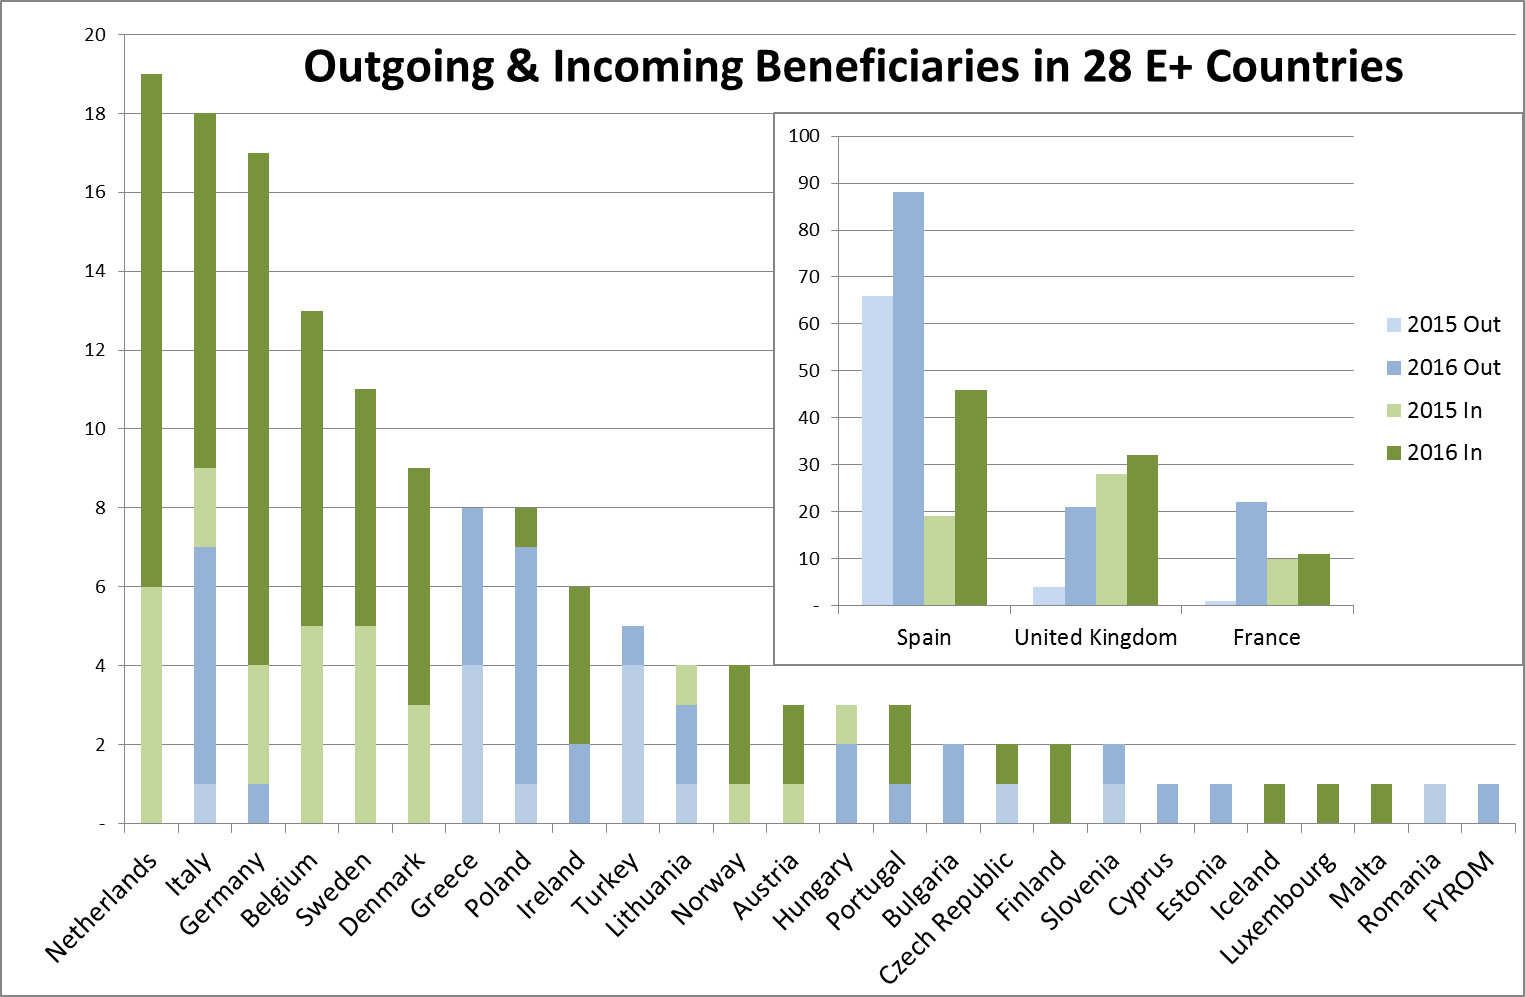 Outgoing & Incoming Beneficiaries in 28 E+ Countries
20
18
16
14
12
10
8
6
4
2
-
Netherlands
Italy
Germany
Belgium
Sweden
Denmark
Greece
Poland
Ireland
Turkey
Lithuania
Norway
Austria
Hungary
Portugal
Bulgaria
Czech Republic
Finland
Slovenia
Cyprus
Estonia
Iceland
Luxembourg
Malta
Romania
FYROM
100
90
80
70
60
50
40
30
20
10
-
Spain
United Kingdom
France
2015 Out
2016 Out
2015 In
2016 In